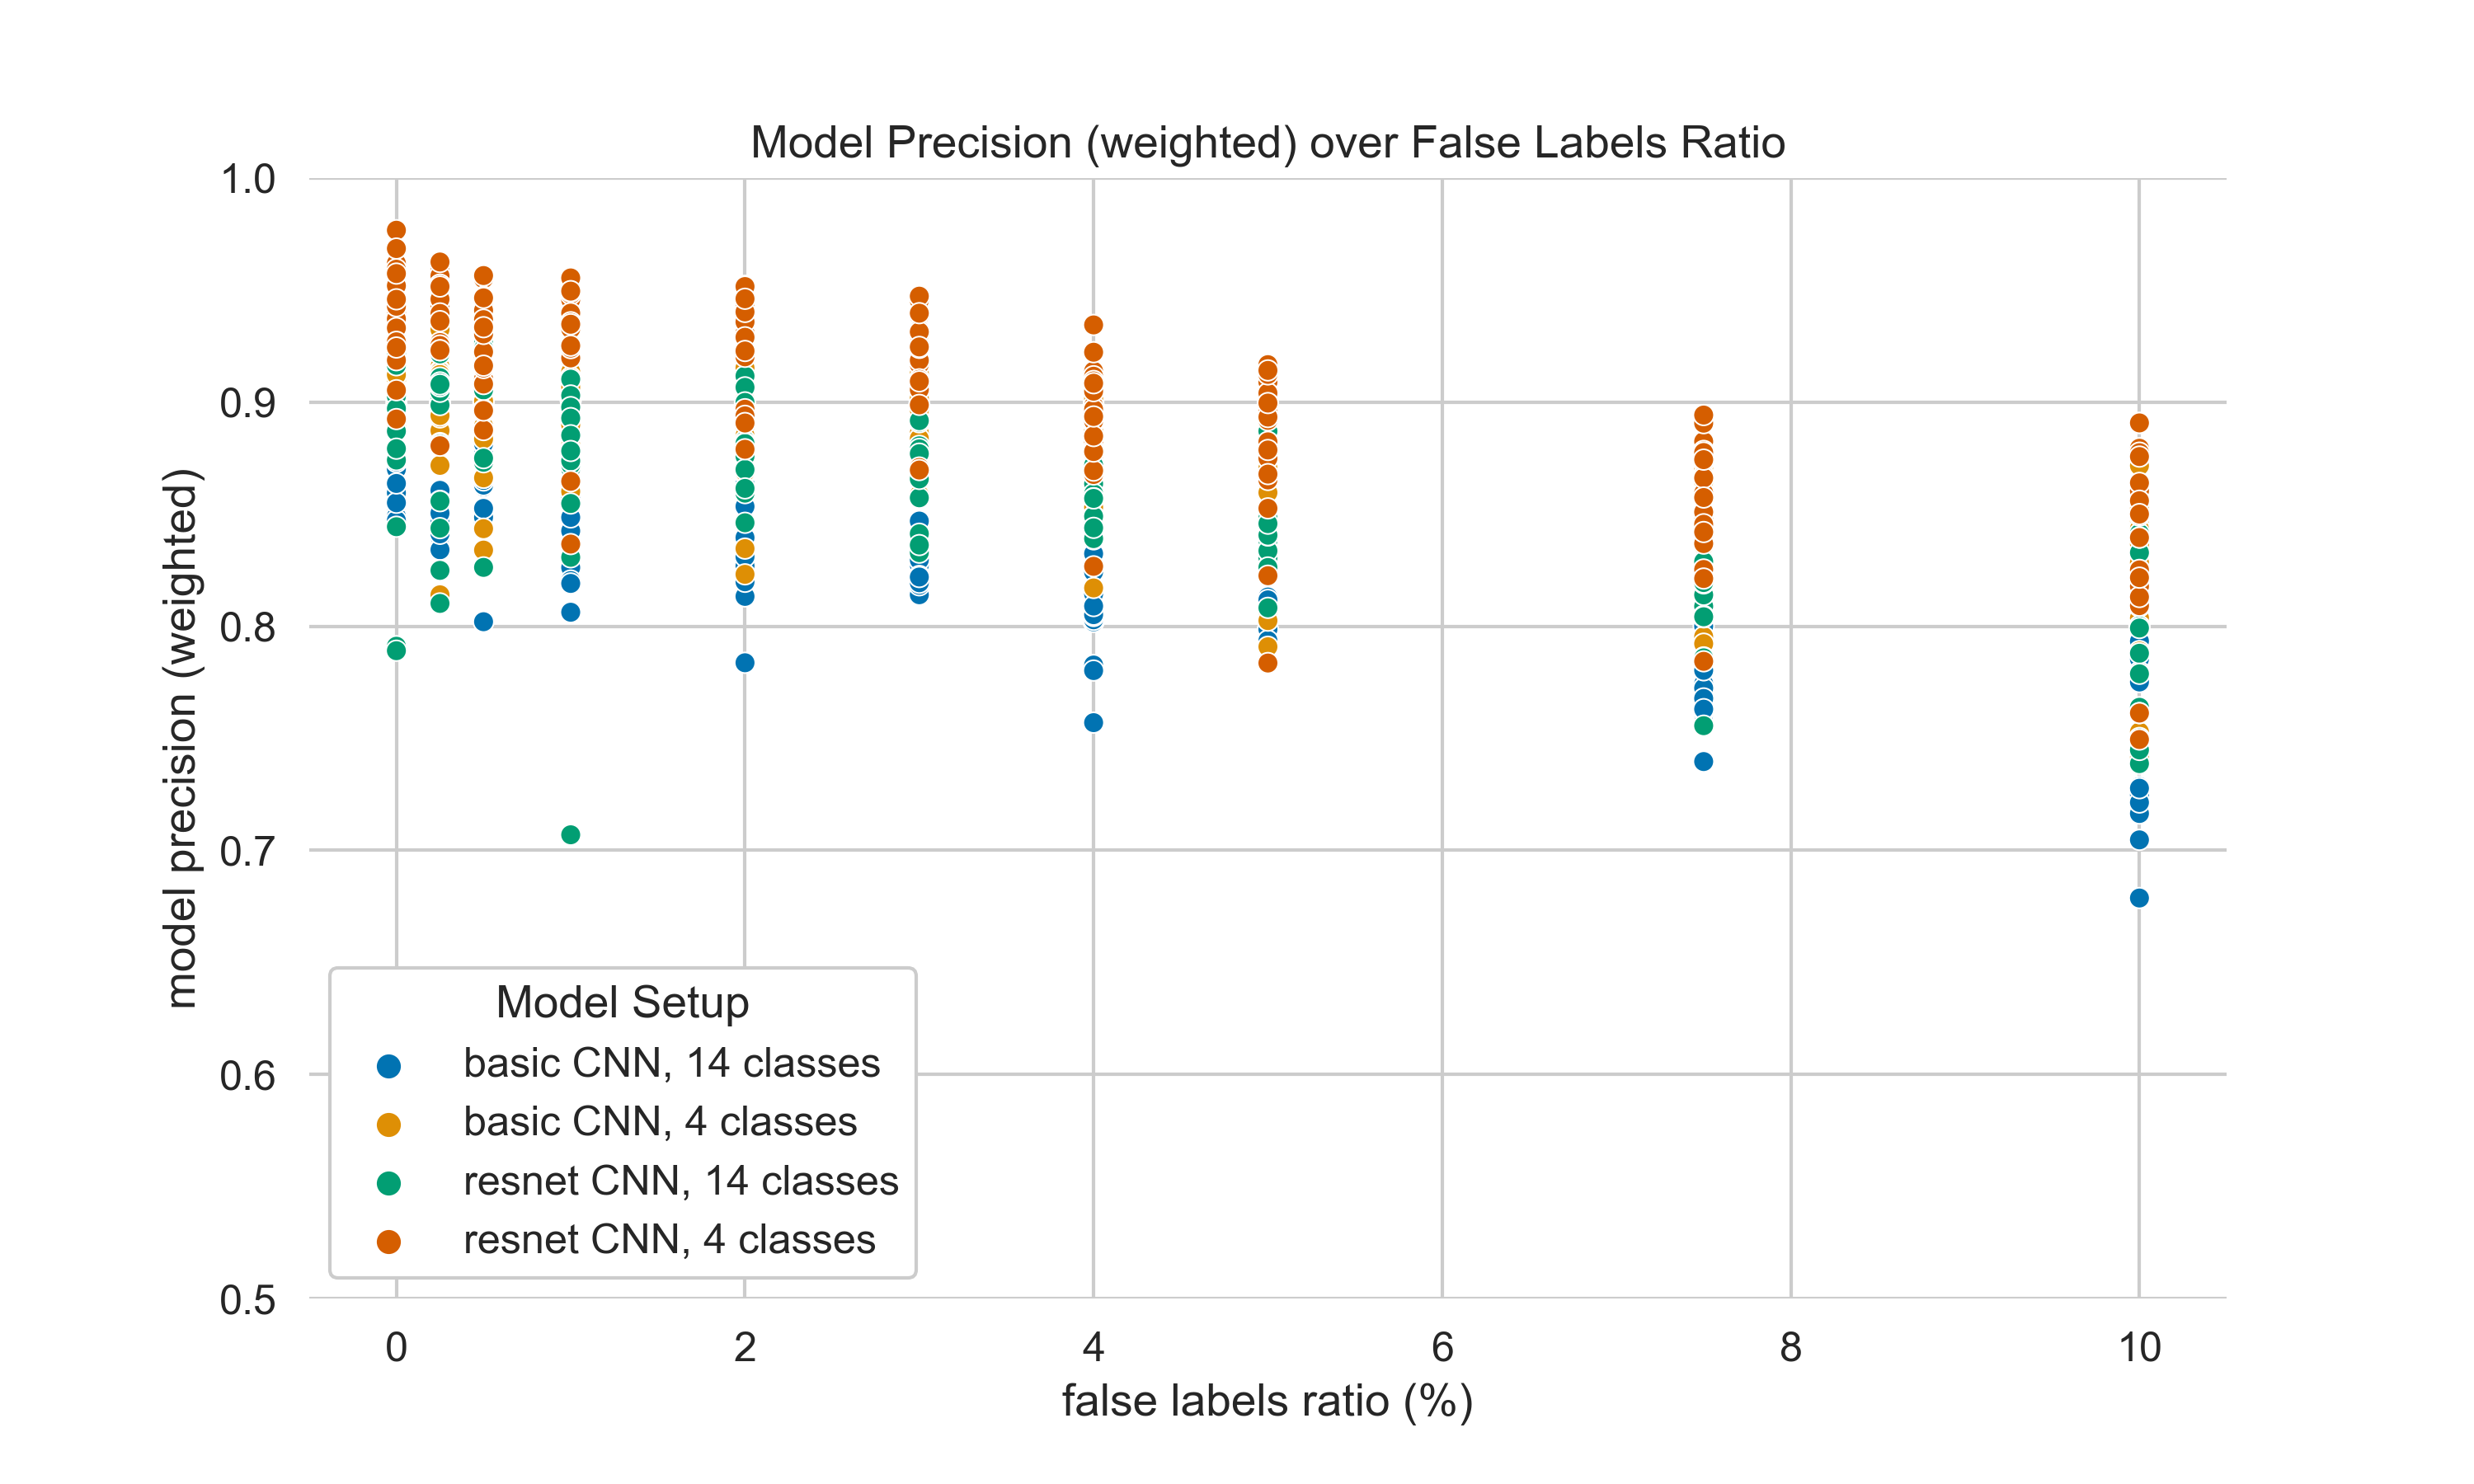 Model Precision (weighted) over False Labels Ratio
1.0
0.9
0.8
0.7
0.6
0.5
model precision (weighted)
Model Setup
basic CNN, 14 classes
basic CNN, 4 classes
resnet CNN, 14 classes
resnet CNN, 4 classes
0 2 4 6 8 10
false labels ratio (%)